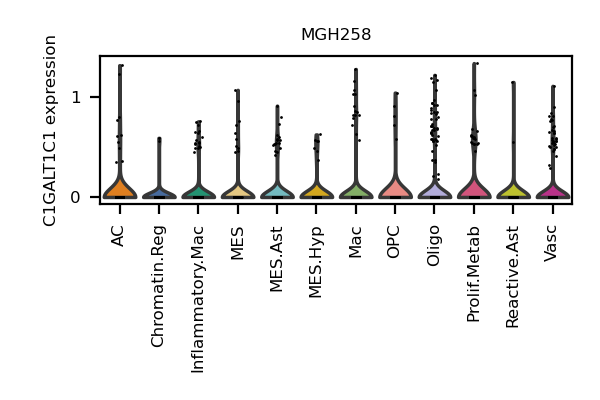 MGH258
C1GALT1C1 expression
1
0
AC
Chromatin.Reg
Inflammatory.Mac
MES
MES.Ast
MES.Hyp
Mac
OPC
Oligo
Prolif.Metab
Reactive.Ast
Vasc